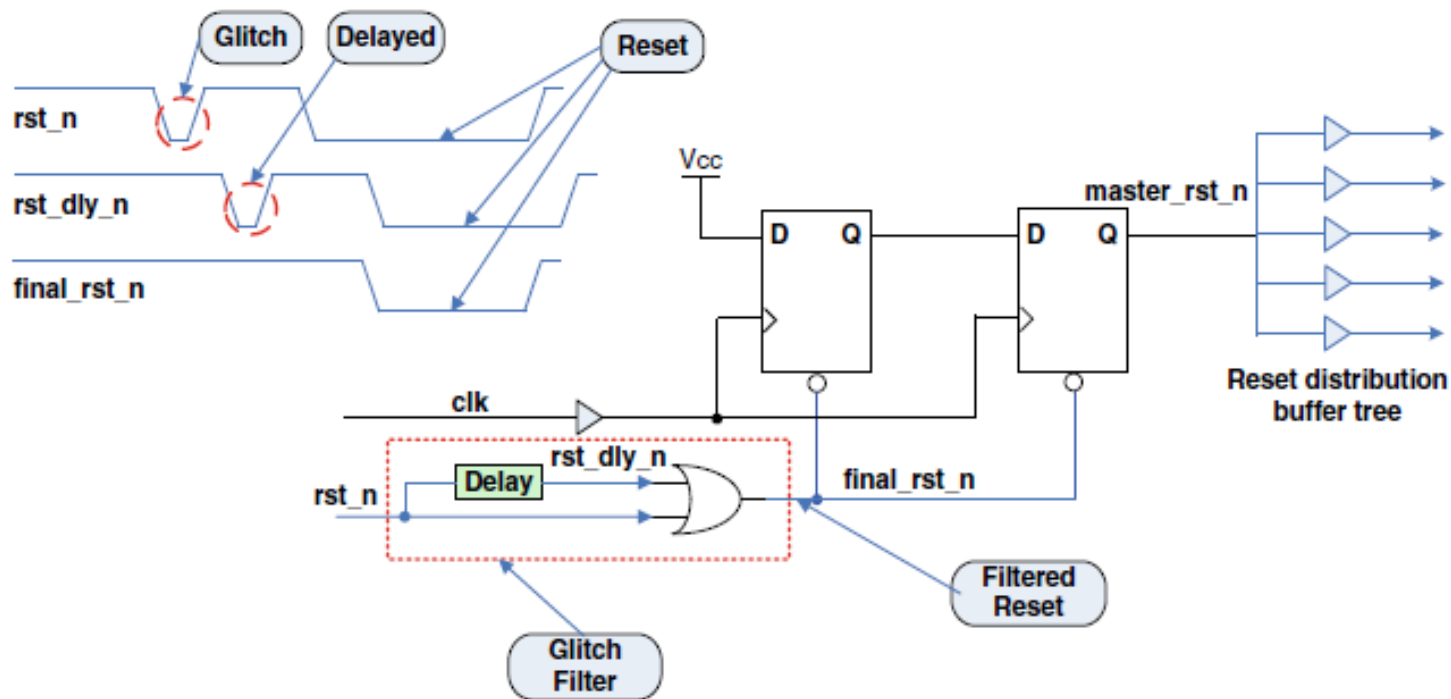 Glitch
Delayed
Reset
rst_n
rst_dly_n
final_rst_n
Vcc
D Q
D Q
master_rst_n
Reset distribution
buffer tree
clk
rst_dly_n
Delay
rst_n
final_rst_n
Filtered
Reset
Glitch
Filter